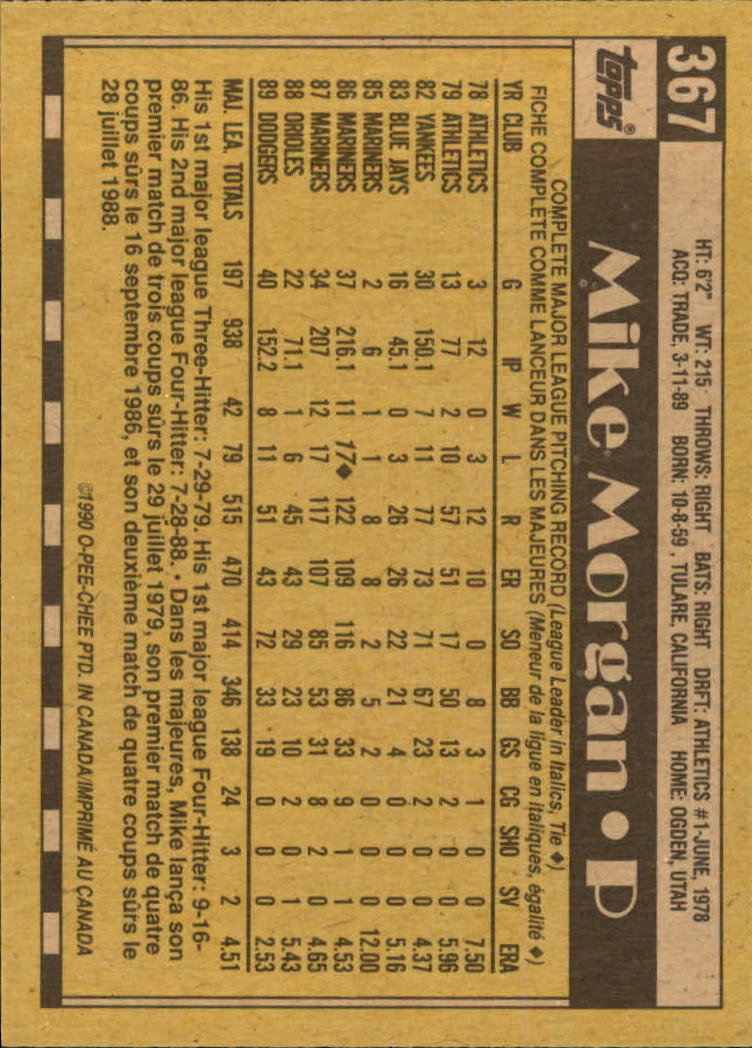 367
topps®
HT: 6'2" WT: 215 THROWS: RIGHT BATS: RIGHT DRFT: ATHLETICS #1-JUNE, 1978
ACQ: TRADE, 3-11-89 BORN: 10-8-59, TULARE, CALIFORNIA HOME: OGDEN, UTAH
Mike Morgan • P
COMPLETE MAJOR LEAGUE PITCHING RECORD (League Leader in Italics, Tie ♦)
FICHE COMPLÈTE COMME LANCEUR DANS LES MAJEURES (Meneur de la ligue en italiques, égalité ♦)
YR CLUB G IP W L R ER SO BB GS CG SHO SV ERA
78 ATHLETICS 3 12 0 3 12 10 0 8 3 1 0 0 7.50
79 ATHLETICS 13 77 2 10 57 51 17 50 13 2 0 0 5.96
82 YANKEES 30 150.1 7 11 77 73 71 67 23 2 0 0 4.37
83 BLUE JAYS 16 45.1 0 3 26 26 22 21 4 0 0 0 5.16
85 MARINERS 2 6 1 1 8 8 2 5 2 0 0 0 12.00
86 MARINERS 37 216.1 11 17♦ 122 109 116 86 33 9 1 1 4.53
87 MARINERS 34 207 12 17 117 107 85 53 31 8 2 0 4.65
88 ORIOLES 22 71.1 1 6 45 43 29 23 10 2 0 1 5.43
89 DODGERS 40 152.2 8 11 51 43 72 33 19 0 0 0 2.53
MAJ. LEA. TOTALS 197 938 42 79 515 470 414 346 138 24 3 2 4.51
His 1st major league Three-Hitter: 7-29-79. His 1st major league Four-Hitter: 9-16-
86. His 2nd major league Four-Hitter: 7-28-88. • Dans les majeures, Mike lança son
premier match de trois coups sûrs le 29 juillet 1979, son premier match de quatre
coups sûrs le 16 septembre 1986, et son deuxième match de quatre coups sûrs le
28 juillet 1988.
©1990 O-PEE-CHEE PTD. IN CANADA/IMPRIMÉ AU CANADA